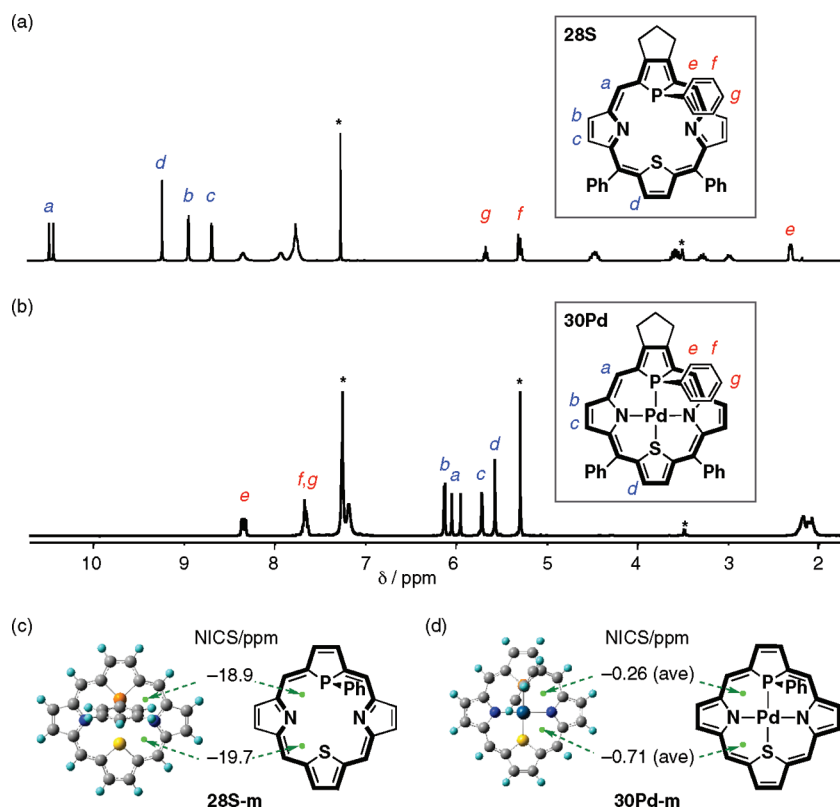 (a)
28S
e
f
a
g
P
b
N
N
c
S
Ph
Ph
d
*
d
b
c
a
g
f
*
e
(b)
30Pd
e
f
a
g
P
b
N
Pd
N
c
S
Ph
Ph
d
*
*
d
b
a
c
f,g
e
*
10
9
8
7
6
5
4
3
2
δ / ppm
(c)
NICS/ppm
–18.9
P
Ph
N
N
S
–19.7
28S-m
(d)
NICS/ppm
–0.26 (ave)
P
Ph
N
Pd
N
S
–0.71 (ave)
30Pd-m